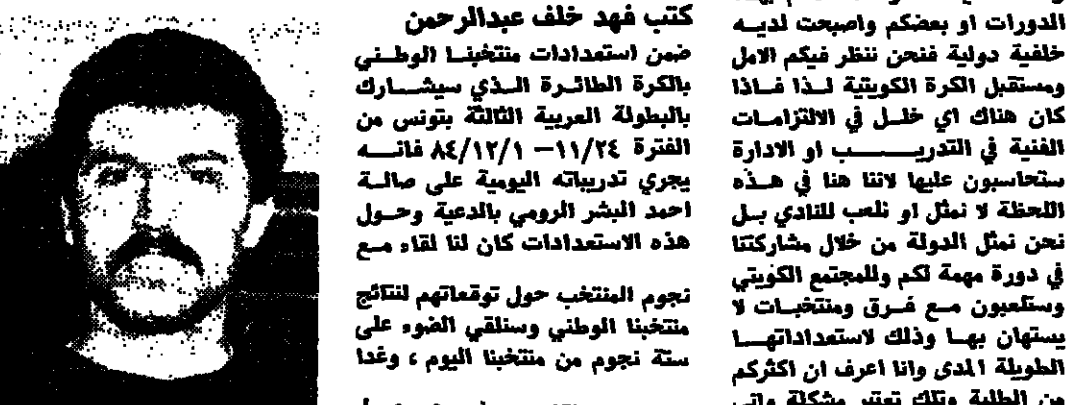 الدورات او بعضكم واصبحت لديه
خلفية دولية فنحن ننظر فيكم الامل
ومستقبل الكرة الكويتية لذا فاذا
كان هناك اي خلل في الالتزامات
الفنية في التدريب او الادارة
ستحاسبون عليها لاننا هنا في هذه
اللحظة لا نمثل او نلعب للنادي بل
نحن نمثل الدولة من خلال مشاركتنا
في دورة مهمة لكم وللمجتمع الكويتي
وستلعبون مع فرق ومنتخبات لا
يستهان بها وذلك لاستعداداتها
الطويلة المدى وانا اعرف ان اكثركم
من الطلبة وتلك تعتبر مشكلة
كتب فهد خلف عبدالرحمن
ضمن استعدادات منتخبنا الوطني
بالكرة الطائرة الذي سيشارك
بالبطولة العربية الثالثة بتونس من
الفترة ١١/٢٤ — ٨٤/١٢/١ فانه
يجري تدريباته اليومية على صالة
احمد البشر الرومي بالدعية وحول
هذه الاستعدادات كان لنا لقاء مع
نجوم المنتخب حول توقعاتهم لنتائج
منتخبنا الوطني وسنلقي الضوء على
ستة نجوم من منتخبنا اليوم ، وغدا